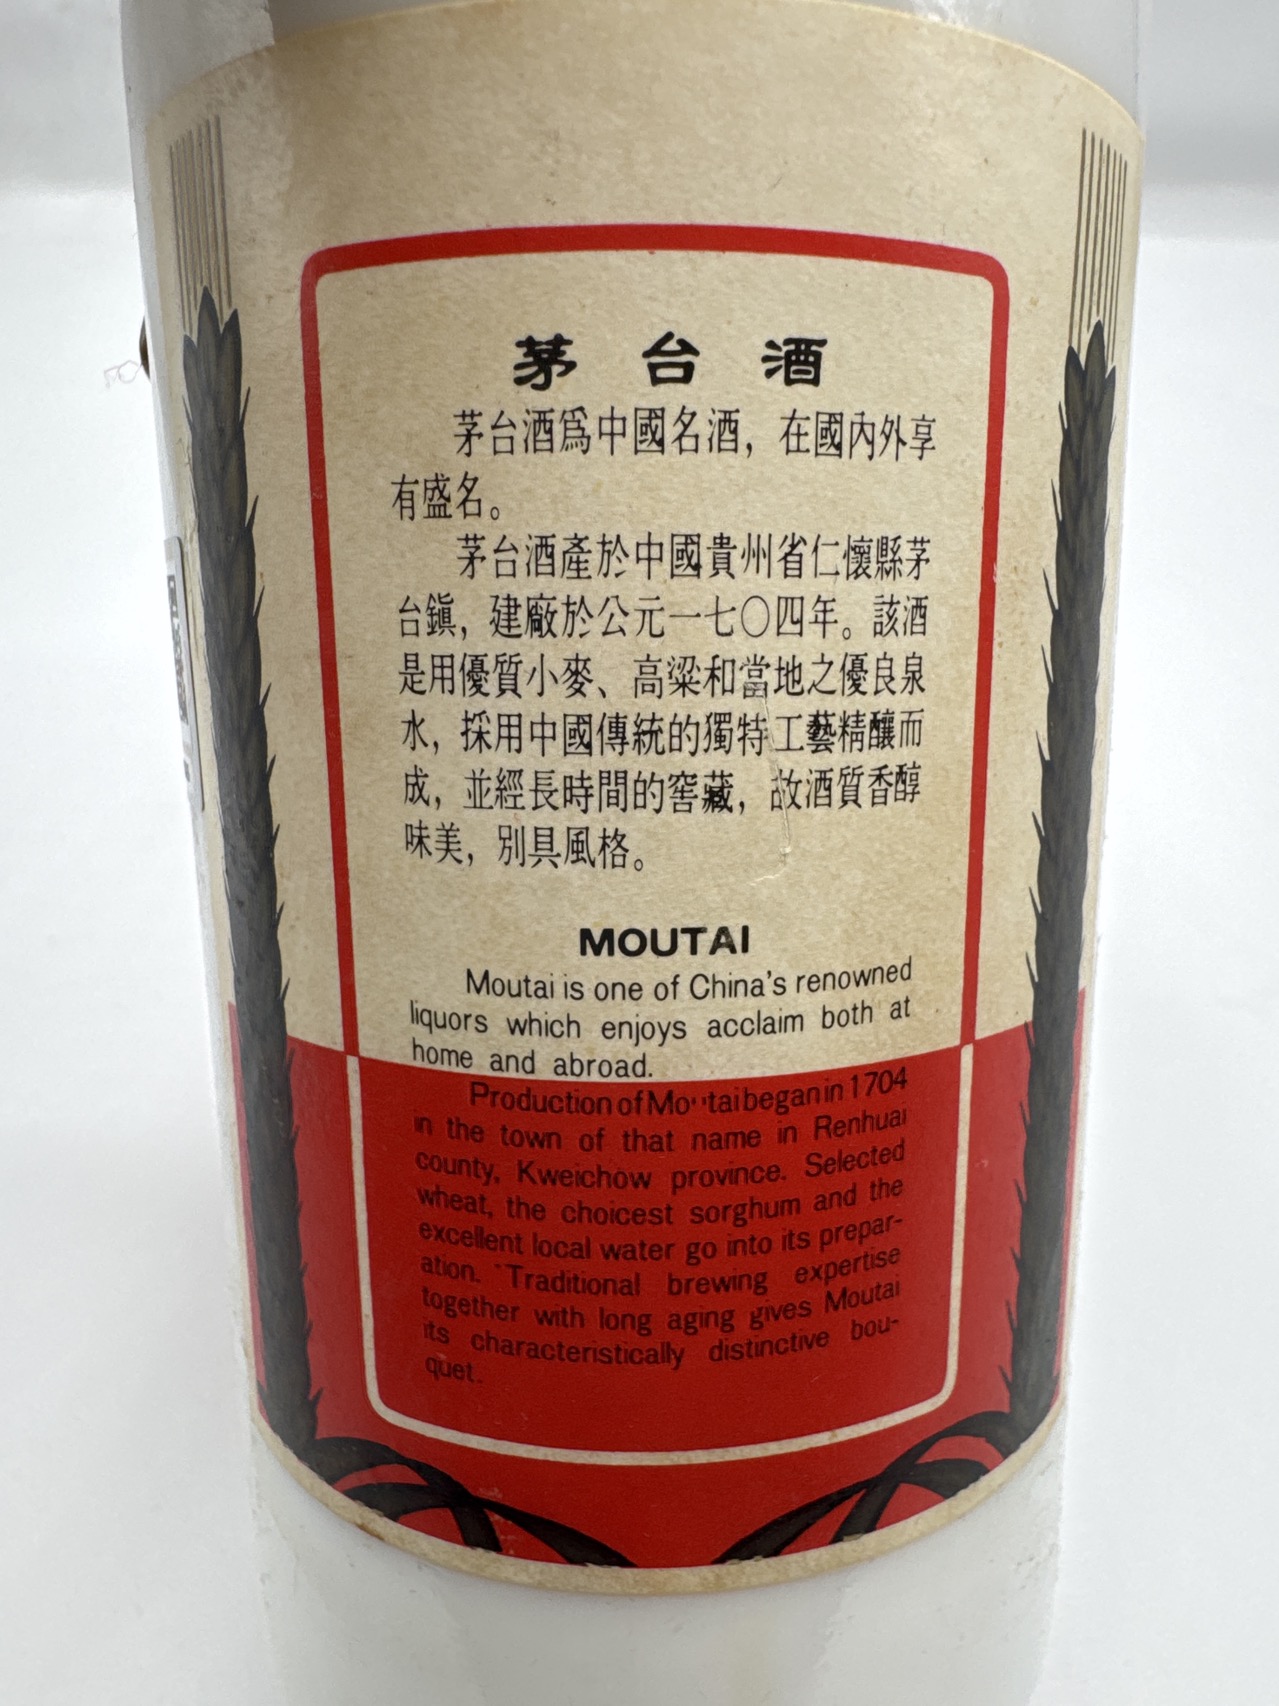 茅台酒
茅台酒爲中國名酒，在國內外享
有盛名。
茅台酒產於中國貴州省仁懷縣茅
台鎭，建廠於公元一七〇四年。該酒
是用優質小麥、高粱和當地之優良泉
水，採用中國傳統的獨特工藝精釀而
成，並經長時間的窖藏，故酒質香醇
味美，別具風格。
MOUTAI
Moutai is one of China's renowned
liquors which enjoys acclaim both at
home and abroad.
Production of Moutai began in 1704
in the town of that name in Renhuai
county, Kweichow province. Selected
wheat, the choicest sorghum and the
excellent local water go into its prepar-
ation. Traditional brewing expertise
together with long aging gives Moutai
its characteristically distinctive bou-
quet.